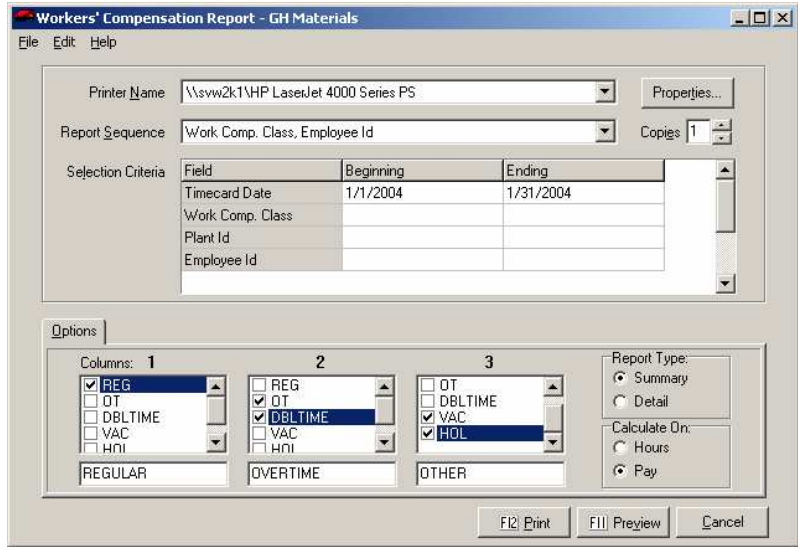 Workers' Compensation Report - GH Materials
File Edit Help
Printer Name \\svw2k1\HP LaserJet 4000 Series PS Properties...
Report Sequence Work Comp. Class, Employee Id Copies 1
Selection Criteria Field Beginning Ending
Timecard Date 1/1/2004 1/31/2004
Work Comp. Class
Plant Id
Employee Id
Options
Columns: 1 2 3 Report Type:
REG REG OT Summary
OT OT DBLTIME Detail
DBLTIME DBLTIME VAC Calculate On:
VAC VAC HOL Hours
HOL HOL
REGULAR OVERTIME OTHER Pay
F12 Print F11 Preview Cancel